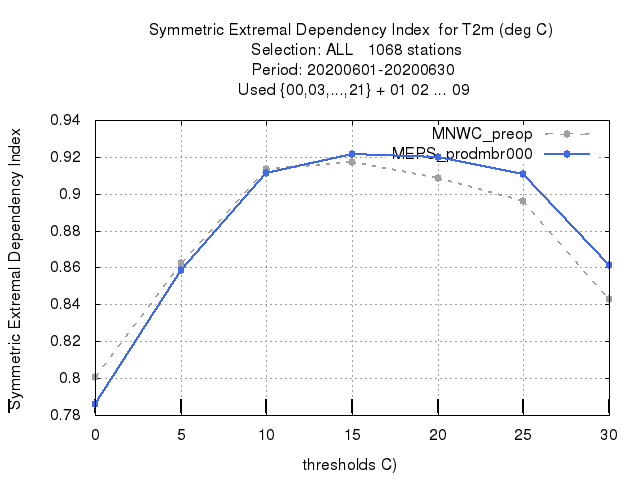 Symmetric Extremal Dependency Index for T2m (deg C)
Selection: ALL 1068 stations
Period: 20200601-20200630
Used {00,03,...,21} + 01 02 ... 09
Symmetric Extremal Dependency Index
0.94
0.92
0.9
0.88
0.86
0.84
0.82
0.8
0.78
MNWC_preop
MEPS_prodmbr000
0 5 10 15 20 25 30
thresholds C)